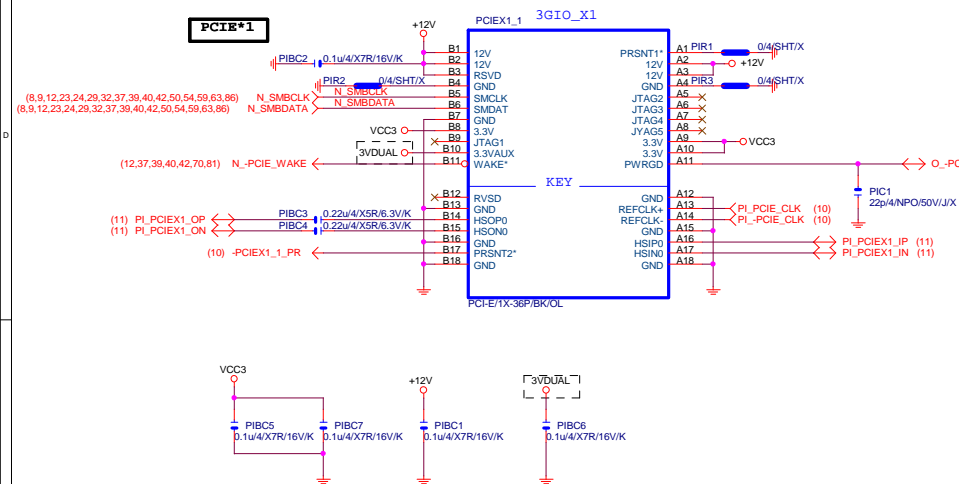 PCIE*1
3GIO_X1
PCIEX1_1
+12V
PIBC2 0.1u/4/X7R/16V/K
PIR2 0/4/SHT/X
(8,9,12,23,24,29,32,37,39,40,42,50,54,59,63,86) N_SMBCLK N_SMBCLK
(8,9,12,23,24,29,32,37,39,40,42,50,54,59,63,86) N_SMBDATA N_SMBDATA
VCC3
3VDUAL
(12,37,39,40,42,70,81) N_-PCIE_WAKE
(11) PI_PCIEX1_OP PIBC3 0.22u/4/X5R/6.3V/K
(11) PI_PCIEX1_ON PIBC4 0.22u/4/X5R/6.3V/K
(10) -PCIEX1_1_PR
B1 12V
B2 12V
B3 RSVD
B4 GND
B5 SMCLK
B6 SMDAT
B7 GND
B8 3.3V
B9 JTAG1
B10 3.3VAUX
B11 WAKE*
KEY
B12 RVSD
B13 GND
B14 HSOP0
B15 HSON0
B16 GND
B17 PRSNT2*
B18 GND
PRSNT1* A1 PIR1 0/4/SHT/X
12V A2 +12V
12V A3
GND A4 PIR3 0/4/SHT/X
JTAG2 A5
JTAG3 A6
JTAG4 A7
JYAG5 A8
3.3V A9 VCC3
3.3V A10
PWRGD A11 O_-PC
PIC1
22p/4/NPO/50V/J/X
GND A12
REFCLK+ A13 PI_PCIE_CLK (10)
REFCLK- A14 PI_-PCIE_CLK (10)
GND A15
HSIP0 A16 PI_PCIEX1_IP (11)
HSIN0 A17 PI_PCIEX1_IN (11)
GND A18
PCI-E/1X-36P/BK/OL
D
VCC3
PIBC5
0.1u/4/X7R/16V/K
PIBC7
0.1u/4/X7R/16V/K
+12V
PIBC1
0.1u/4/X7R/16V/K
3VDUAL
PIBC6
0.1u/4/X7R/16V/K